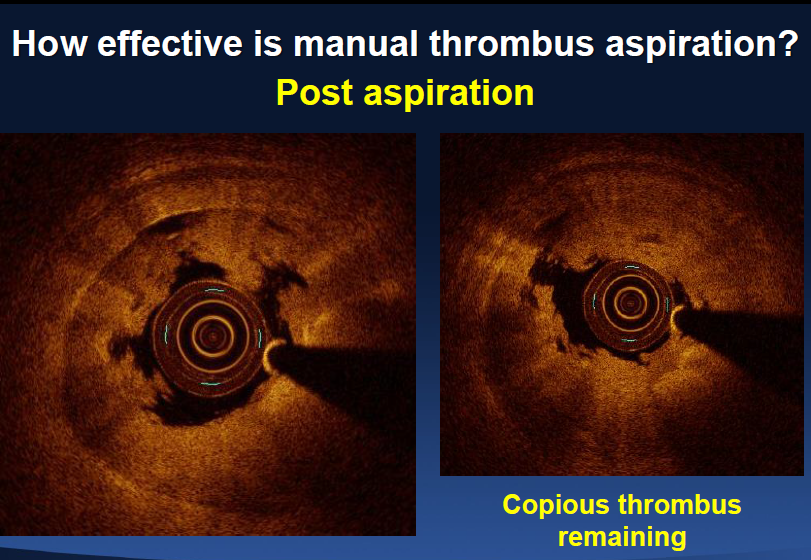 How effective is manual thrombus aspiration?
Post aspiration
Copious thrombus
remaining